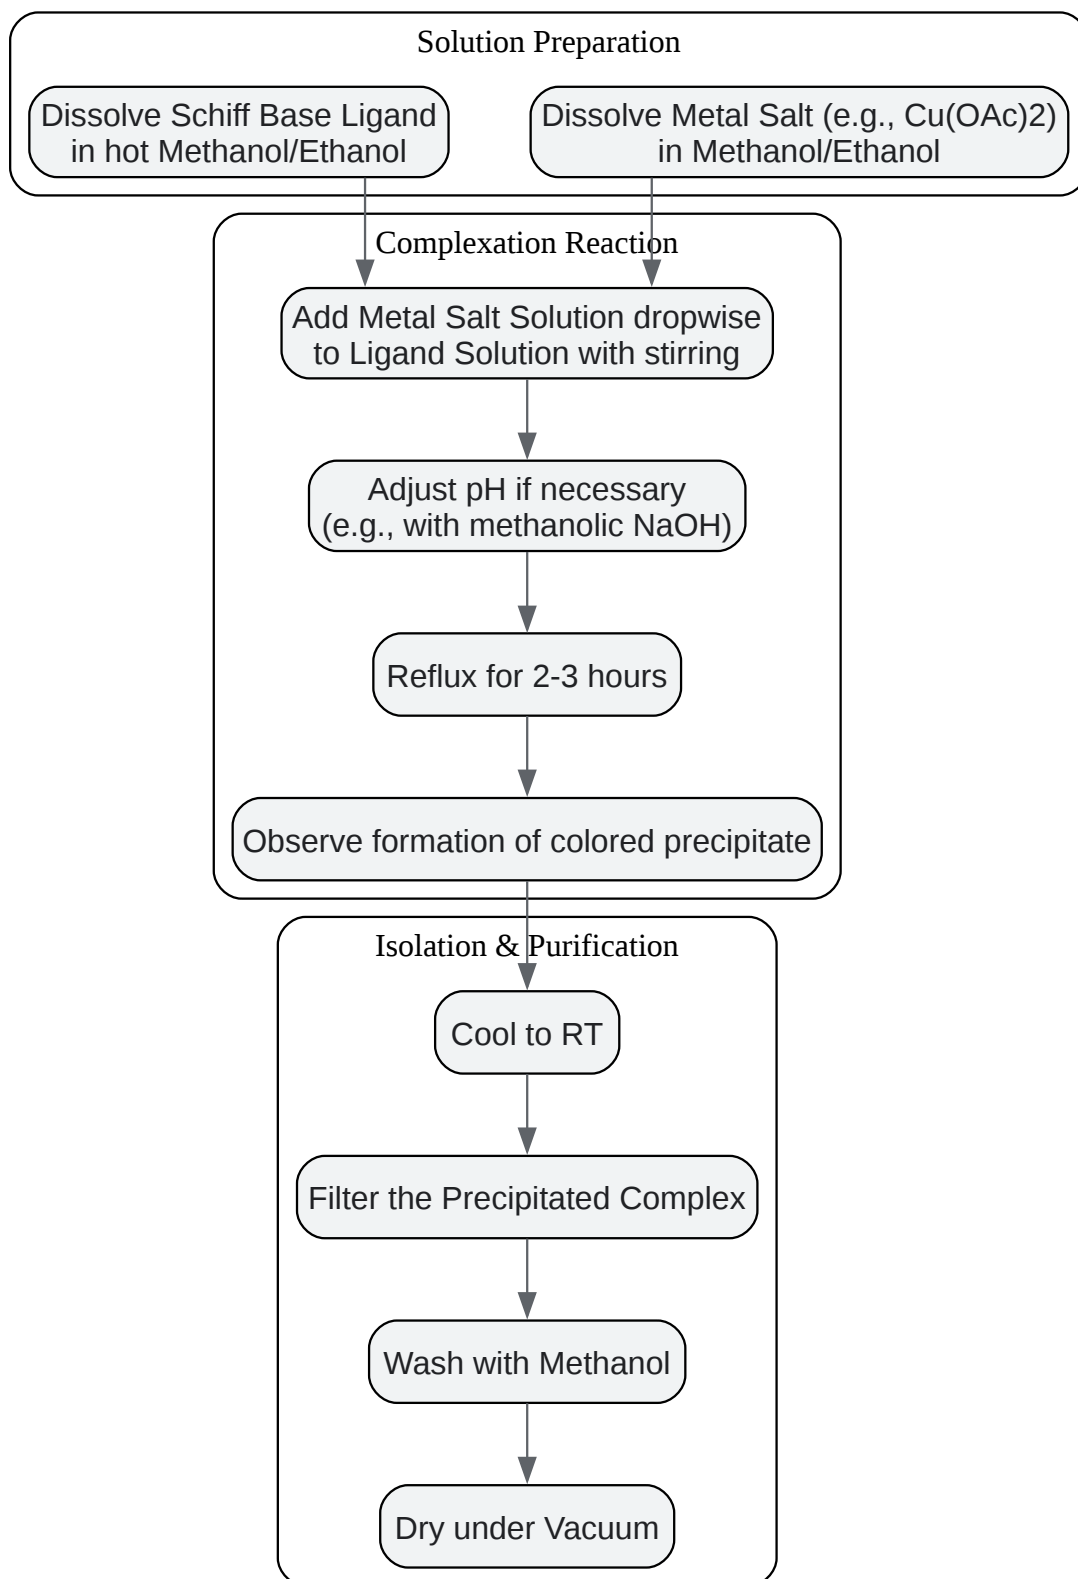 Solution Preparation
Dissolve Schiff Base Ligand
in hot Methanol/Ethanol
Dissolve Metal Salt (e.g., Cu(OAc)2)
in Methanol/Ethanol
Complexation Reaction
Add Metal Salt Solution dropwise
to Ligand Solution with stirring
Adjust pH if necessary
(e.g., with methanolic NaOH)
Reflux for 2-3 hours
Observe formation of colored precipitate
Isolation & Purification
Cool to RT
Filter the Precipitated Complex
Wash with Methanol
Dry under Vacuum